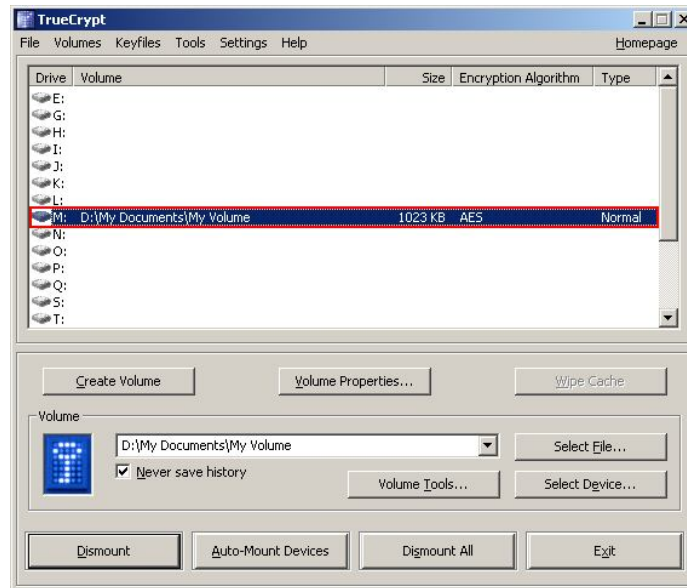 TrueCrypt
File Volumes Keyfiles Tools Settings Help Homepage
Drive Volume Size Encryption Algorithm Type
E:
G:
H:
I:
J:
K:
L:
M: D:\My Documents\My Volume 1023 KB AES Normal
N:
O:
P:
Q:
S:
T:
Create Volume Volume Properties... Wipe Cache
Volume
D:\My Documents\My Volume Select File...
Never save history Volume Tools... Select Device...
Dismount Auto-Mount Devices Dismount All Exit